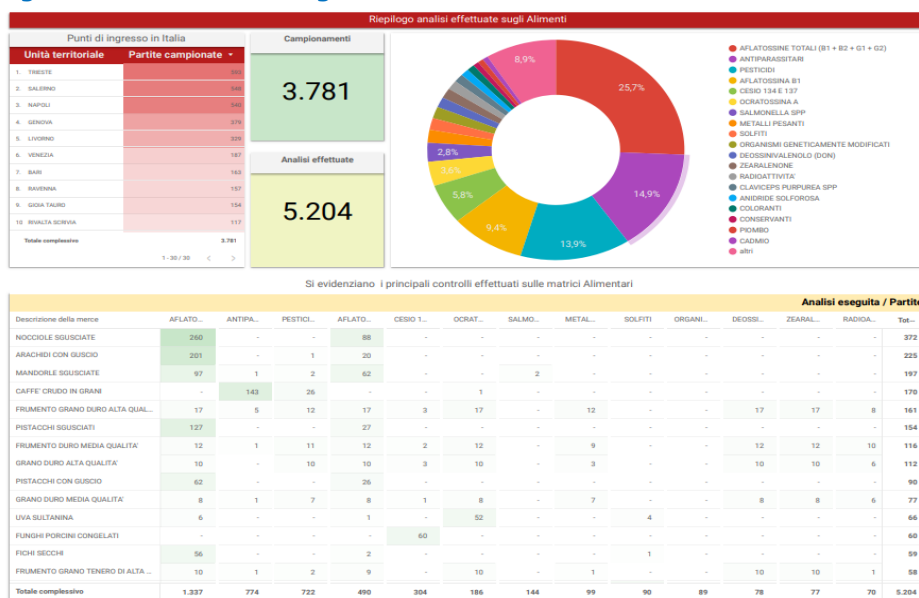 Riepilogo analisi effettuate sugli Alimenti
Punti di ingresso in Italia
Unità territoriale Partite campionate
1. TRIESTE
2. SALERNO
3. NAPOLI 540
4. GENOVA 379
5. LIVORNO 329
6. VENEZIA 187
7. BARI 163
8. RAVENNA 157
9. GIOIA TAURO 154
10 RIVALTA SCRIVIA 117
Totale complessivo 3.781
1 - 30 / 30 < >
Campionamenti
3.781
Analisi effettuate
5.204
8,9%
25,7%
2,8%
3,6%
5,8%
9,4%
13,9%
14,9%
AFLATOSSINE TOTALI (B1 + B2 + G1 + G2)
ANTIPARASSITARI
PESTICIDI
AFLATOSSINA B1
CESIO 134 E 137
OCRATOSSINA A
SALMONELLA SPP
METALLI PESANTI
SOLFITI
ORGANISMI GENETICAMENTE MODIFICATI
DEOSSINIVALENOLO (DON)
ZEARALENONE
RADIOATTIVITA'
CLAVICEPS PURPUREA SPP
ANIDRIDE SOLFOROSA
COLORANTI
CONSERVANTI
PIOMBO
CADMIO
altri
Si evidenziano i principali controlli effettuati sulle matrici Alimentari
Analisi eseguita / Partite
Descrizione della merce AFLATO... ANTIPA... PESTICI... AFLATO... CESIO 1... OCRAT... SALMO... METAL... SOLFITI ORGANI... DEOSSI... ZEARAL... RADIOA... Tot...
NOCCIOLE SGUSCIATE 260 - - 88 - - - - - - - - - 372
ARACHIDI CON GUSCIO 201 - 1 20 - - - - - - - - - 225
MANDORLE SGUSCIATE 97 1 2 62 - - 2 - - - - - - 197
CAFFE' CRUDO IN GRANI - 143 26 - - 1 - - - - - - - 170
FRUMENTO GRANO DURO ALTA QUAL... 17 5 12 17 3 17 - 12 - - 17 17 8 161
PISTACCHI SGUSCIATI 127 - - 27 - - - - - - - - - 154
FRUMENTO DURO MEDIA QUALITA' 12 1 11 12 2 12 - 9 - - 12 12 10 116
GRANO DURO ALTA QUALITA' 10 - 10 10 3 10 - 3 - - 10 10 6 112
PISTACCHI CON GUSCIO 62 - - 26 - - - - - - - - - 90
GRANO DURO MEDIA QUALITA' 8 1 7 8 1 8 - 7 - - 8 8 6 77
UVA SULTANINA 6 - - 1 - 52 - - 4 - - - - 66
FUNGHI PORCINI CONGELATI - - - - 60 - - - - - - - - 60
FICHI SECCHI 56 - - 2 - - - - 1 - - - - 59
FRUMENTO GRANO TENERO DI ALTA ... 10 1 2 9 - 10 - 1 - - 10 10 1 58
Totale complessivo 1.337 774 722 490 304 186 144 99 90 89 78 77 70 5.204